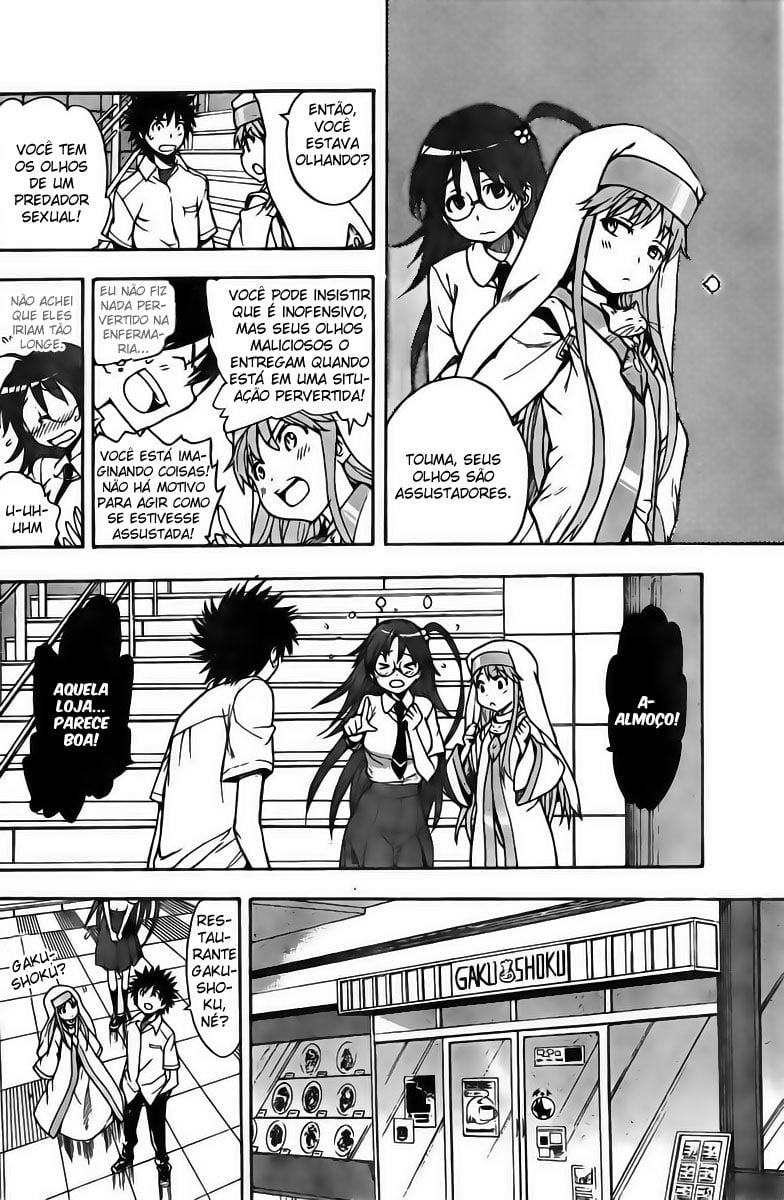 TOUMA, SEUS
OLHOS SÃO
ASSUSTADORES.
ENTÃO,
VOCÊ
ESTAVA
OLHANDO?
VOCÊ TEM
OS OLHOS
DE UM
PREDADOR
SEXUAL!
VOCÊ PODE INSISTIR
QUE É INOFENSIVO,
MAS SEUS OLHOS
MALICIOSOS O
ENTREGAM QUANDO
ESTÁ EM UMA SITU-
AÇÃO PERVERTIDA!
EU NÃO FIZ
NADA PER-
VERTIDO NA
ENFERMA-
RIA...
VOCÊ ESTÁ IMA-
GINANDO COISAS!
NÃO HÁ MOTIVO
PARA AGIR COMO
SE ESTIVESSE
ASSUSTADA!
NÃO ACHEI
QUE ELES
IRIAM TÃO
LONGE.
U-UH-
UHM
A-
ALMOÇO!
AQUELA
LOJA...
PARECE
BOA!
GAKU SHOKU
RES-
TAU-
RANTE
GAKU-
SHO-
KU,
NÉ?
GAKU-
SHOKU?